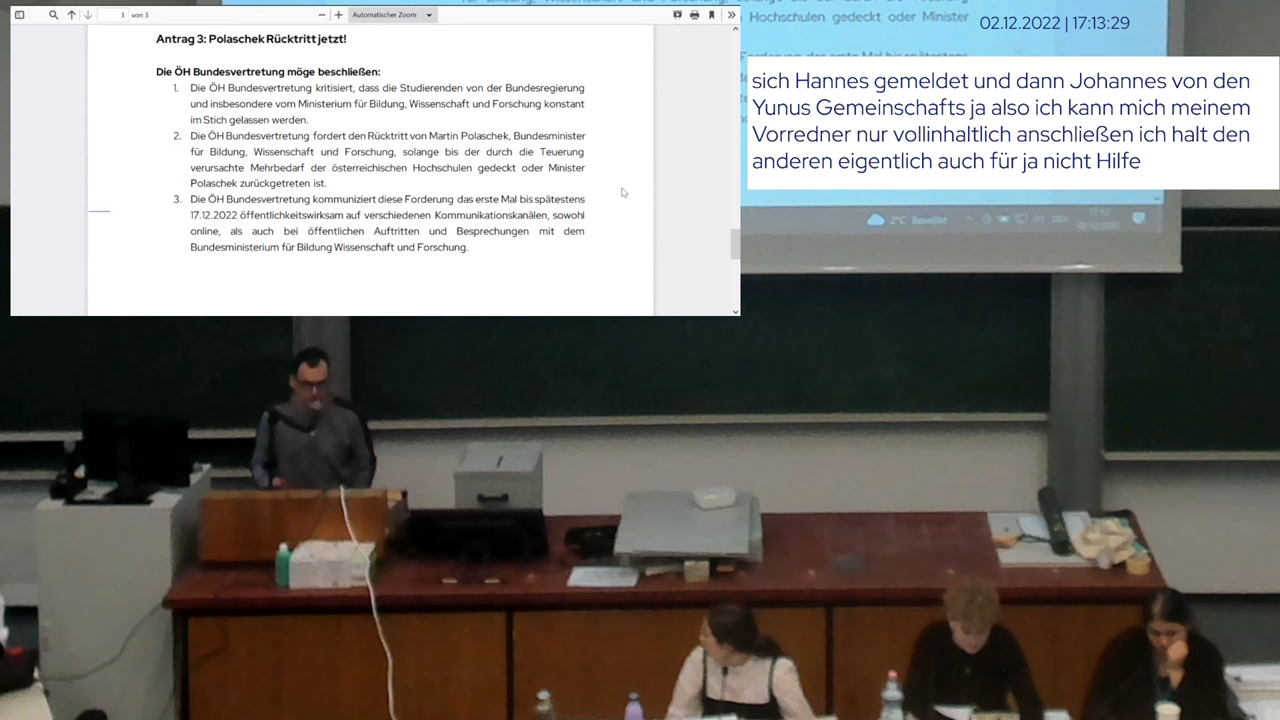 3 von 3
Automatischer Zoom
Antrag 3: Polaschek Rücktritt jetzt!
Die ÖH Bundesvertretung möge beschließen:
1. Die ÖH Bundesvertretung kritisiert, dass die Studierenden von der Bundesregierung
und insbesondere vom Ministerium für Bildung, Wissenschaft und Forschung konstant
im Stich gelassen werden.
2. Die ÖH Bundesvertretung fordert den Rücktritt von Martin Polaschek, Bundesminister
für Bildung, Wissenschaft und Forschung, solange bis der durch die Teuerung
verursachte Mehrbedarf der österreichischen Hochschulen gedeckt oder Minister
Polaschek zurückgetreten ist.
3. Die ÖH Bundesvertretung kommuniziert diese Forderung das erste Mal bis spätestens
17.12.2022 öffentlichkeitswirksam auf verschiedenen Kommunikationskanälen, sowohl
online, als auch bei öffentlichen Auftritten und Besprechungen mit dem
Bundesministerium für Bildung Wissenschaft und Forschung.
Hochschulen gedeckt oder Minister
02.12.2022 | 17:13:29
sich Hannes gemeldet und dann Johannes von den
Yunus Gemeinschafts ja also ich kann mich meinem
Vorredner nur vollinhaltlich anschließen ich halt den
anderen eigentlich auch für ja nicht Hilfe
2°C Bewölkt